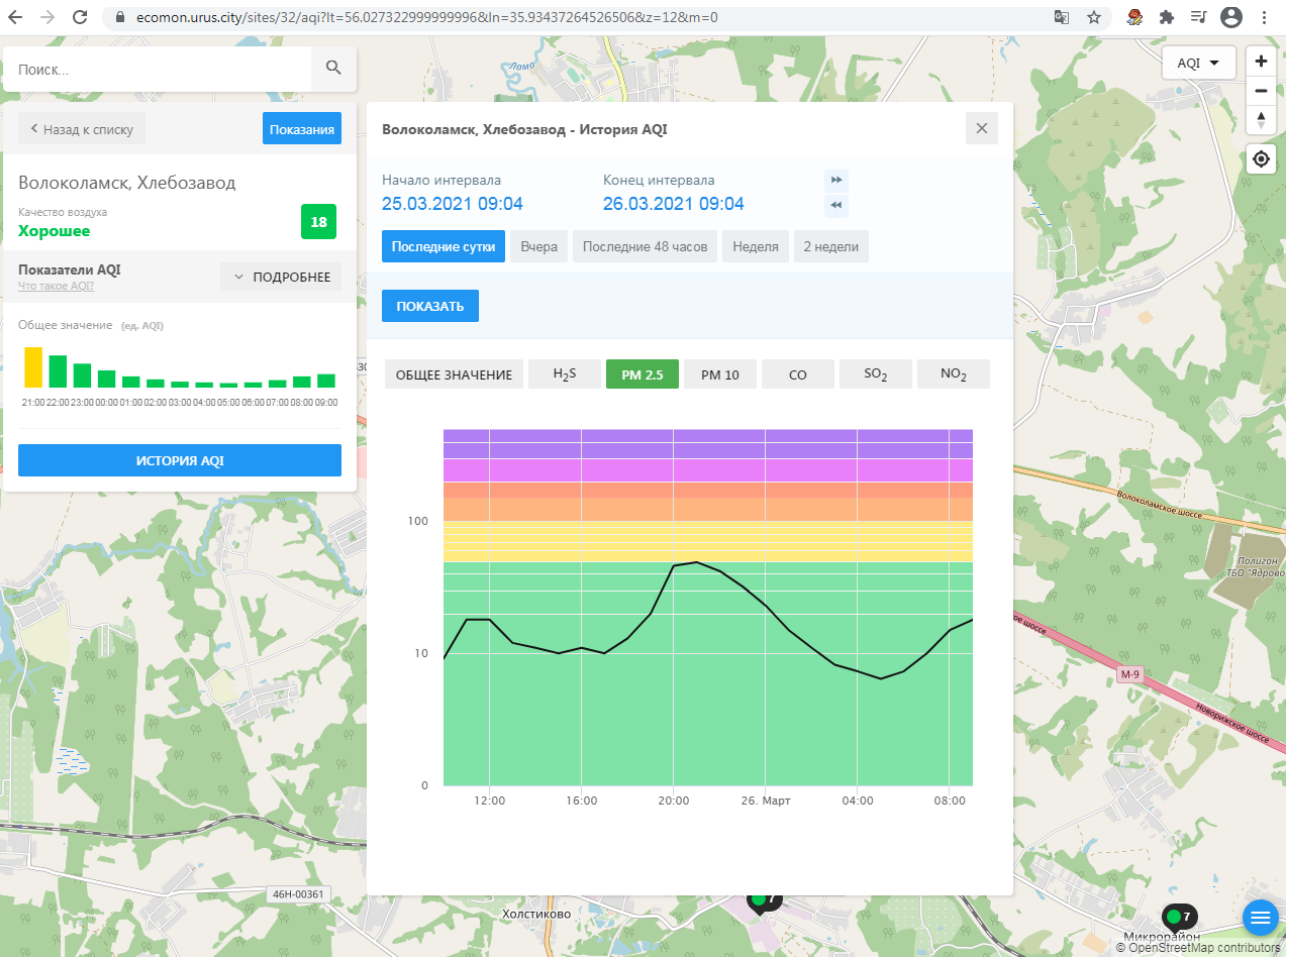 ecomon.urus.city/sites/32/aqi?lt=56.027322999999996&ln=35.93437264526506&z=12&m=0
Поиск...
AQI
Лама
Назад к списку
Показания
Волоколамск, Хлебозавод
Качество воздуха
Хорошее
18
Показатели AQI
Что такое AQI?
ПОДРОБНЕЕ
Общее значение (ед. AQI)
21:00 22:00 23:00 00:00 01:00 02:00 03:00 04:00 05:00 06:00 07:00 08:00 09:00
ИСТОРИЯ AQI
Волоколамск, Хлебозавод - История AQI
Начало интервала
25.03.2021 09:04
Конец интервала
26.03.2021 09:04
Последние сутки
Вчера
Последние 48 часов
Неделя
2 недели
ПОКАЗАТЬ
ОБЩЕЕ ЗНАЧЕНИЕ
H2S
PM 2.5
PM 10
CO
SO2
NO2
100
10
0
12:00
16:00
20:00
26. Март
04:00
08:00
Волоколамское шоссе
Полигон
ТБО "Ядрово
шоссе
М-9
Новорижское шоссе
46Н-00361
Холстиково
7
7
Микрорайон
© OpenStreetMap contributors